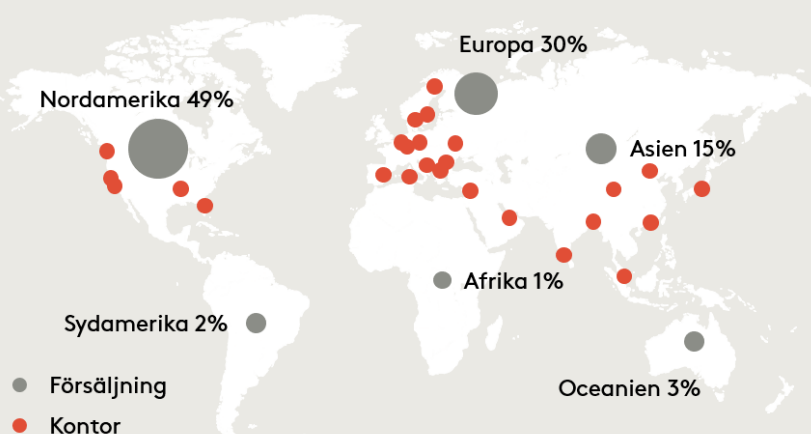 Europa 30%
Nordamerika 49%
Asien 15%
Afrika 1%
Sydamerika 2%
Försäljning
Oceanien 3%
Kontor